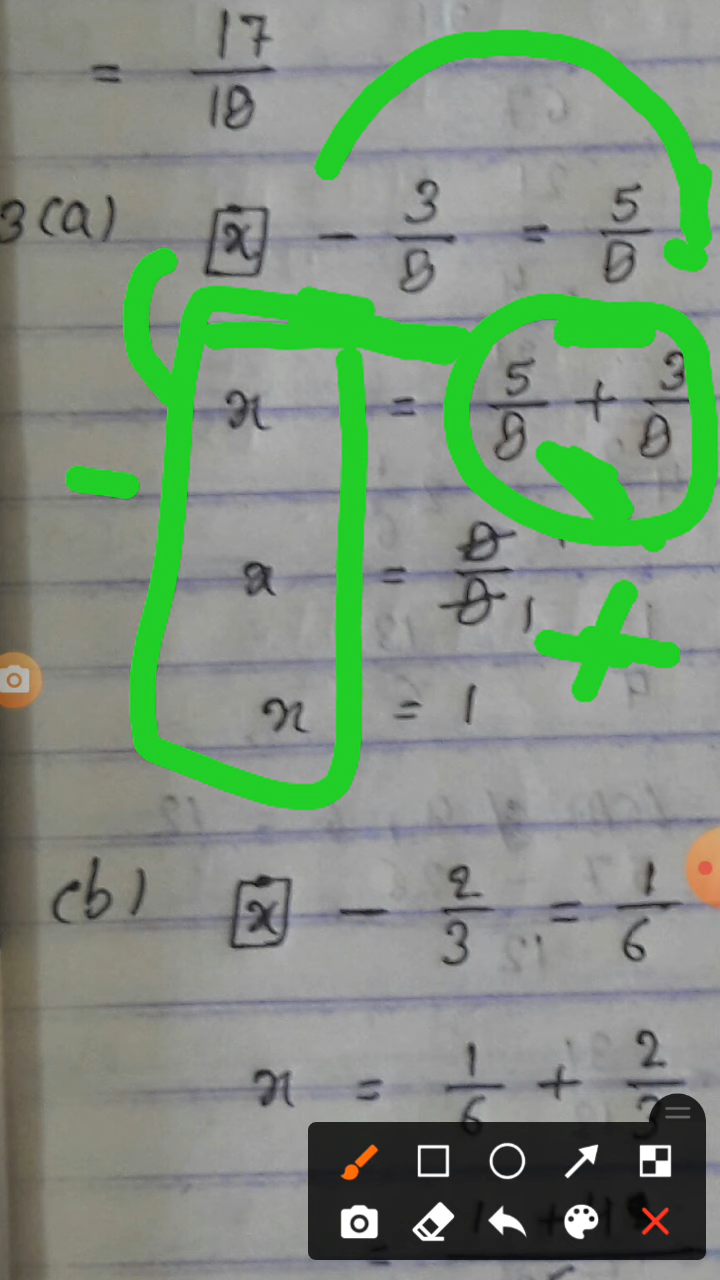 = 17/18
3(a) x - 3/8 = 5/8
x = 5/8 + 3/8
x = 8/8 1
x = 1
(b) x - 2/3 = 1/6
x = 1/6 + 2/3